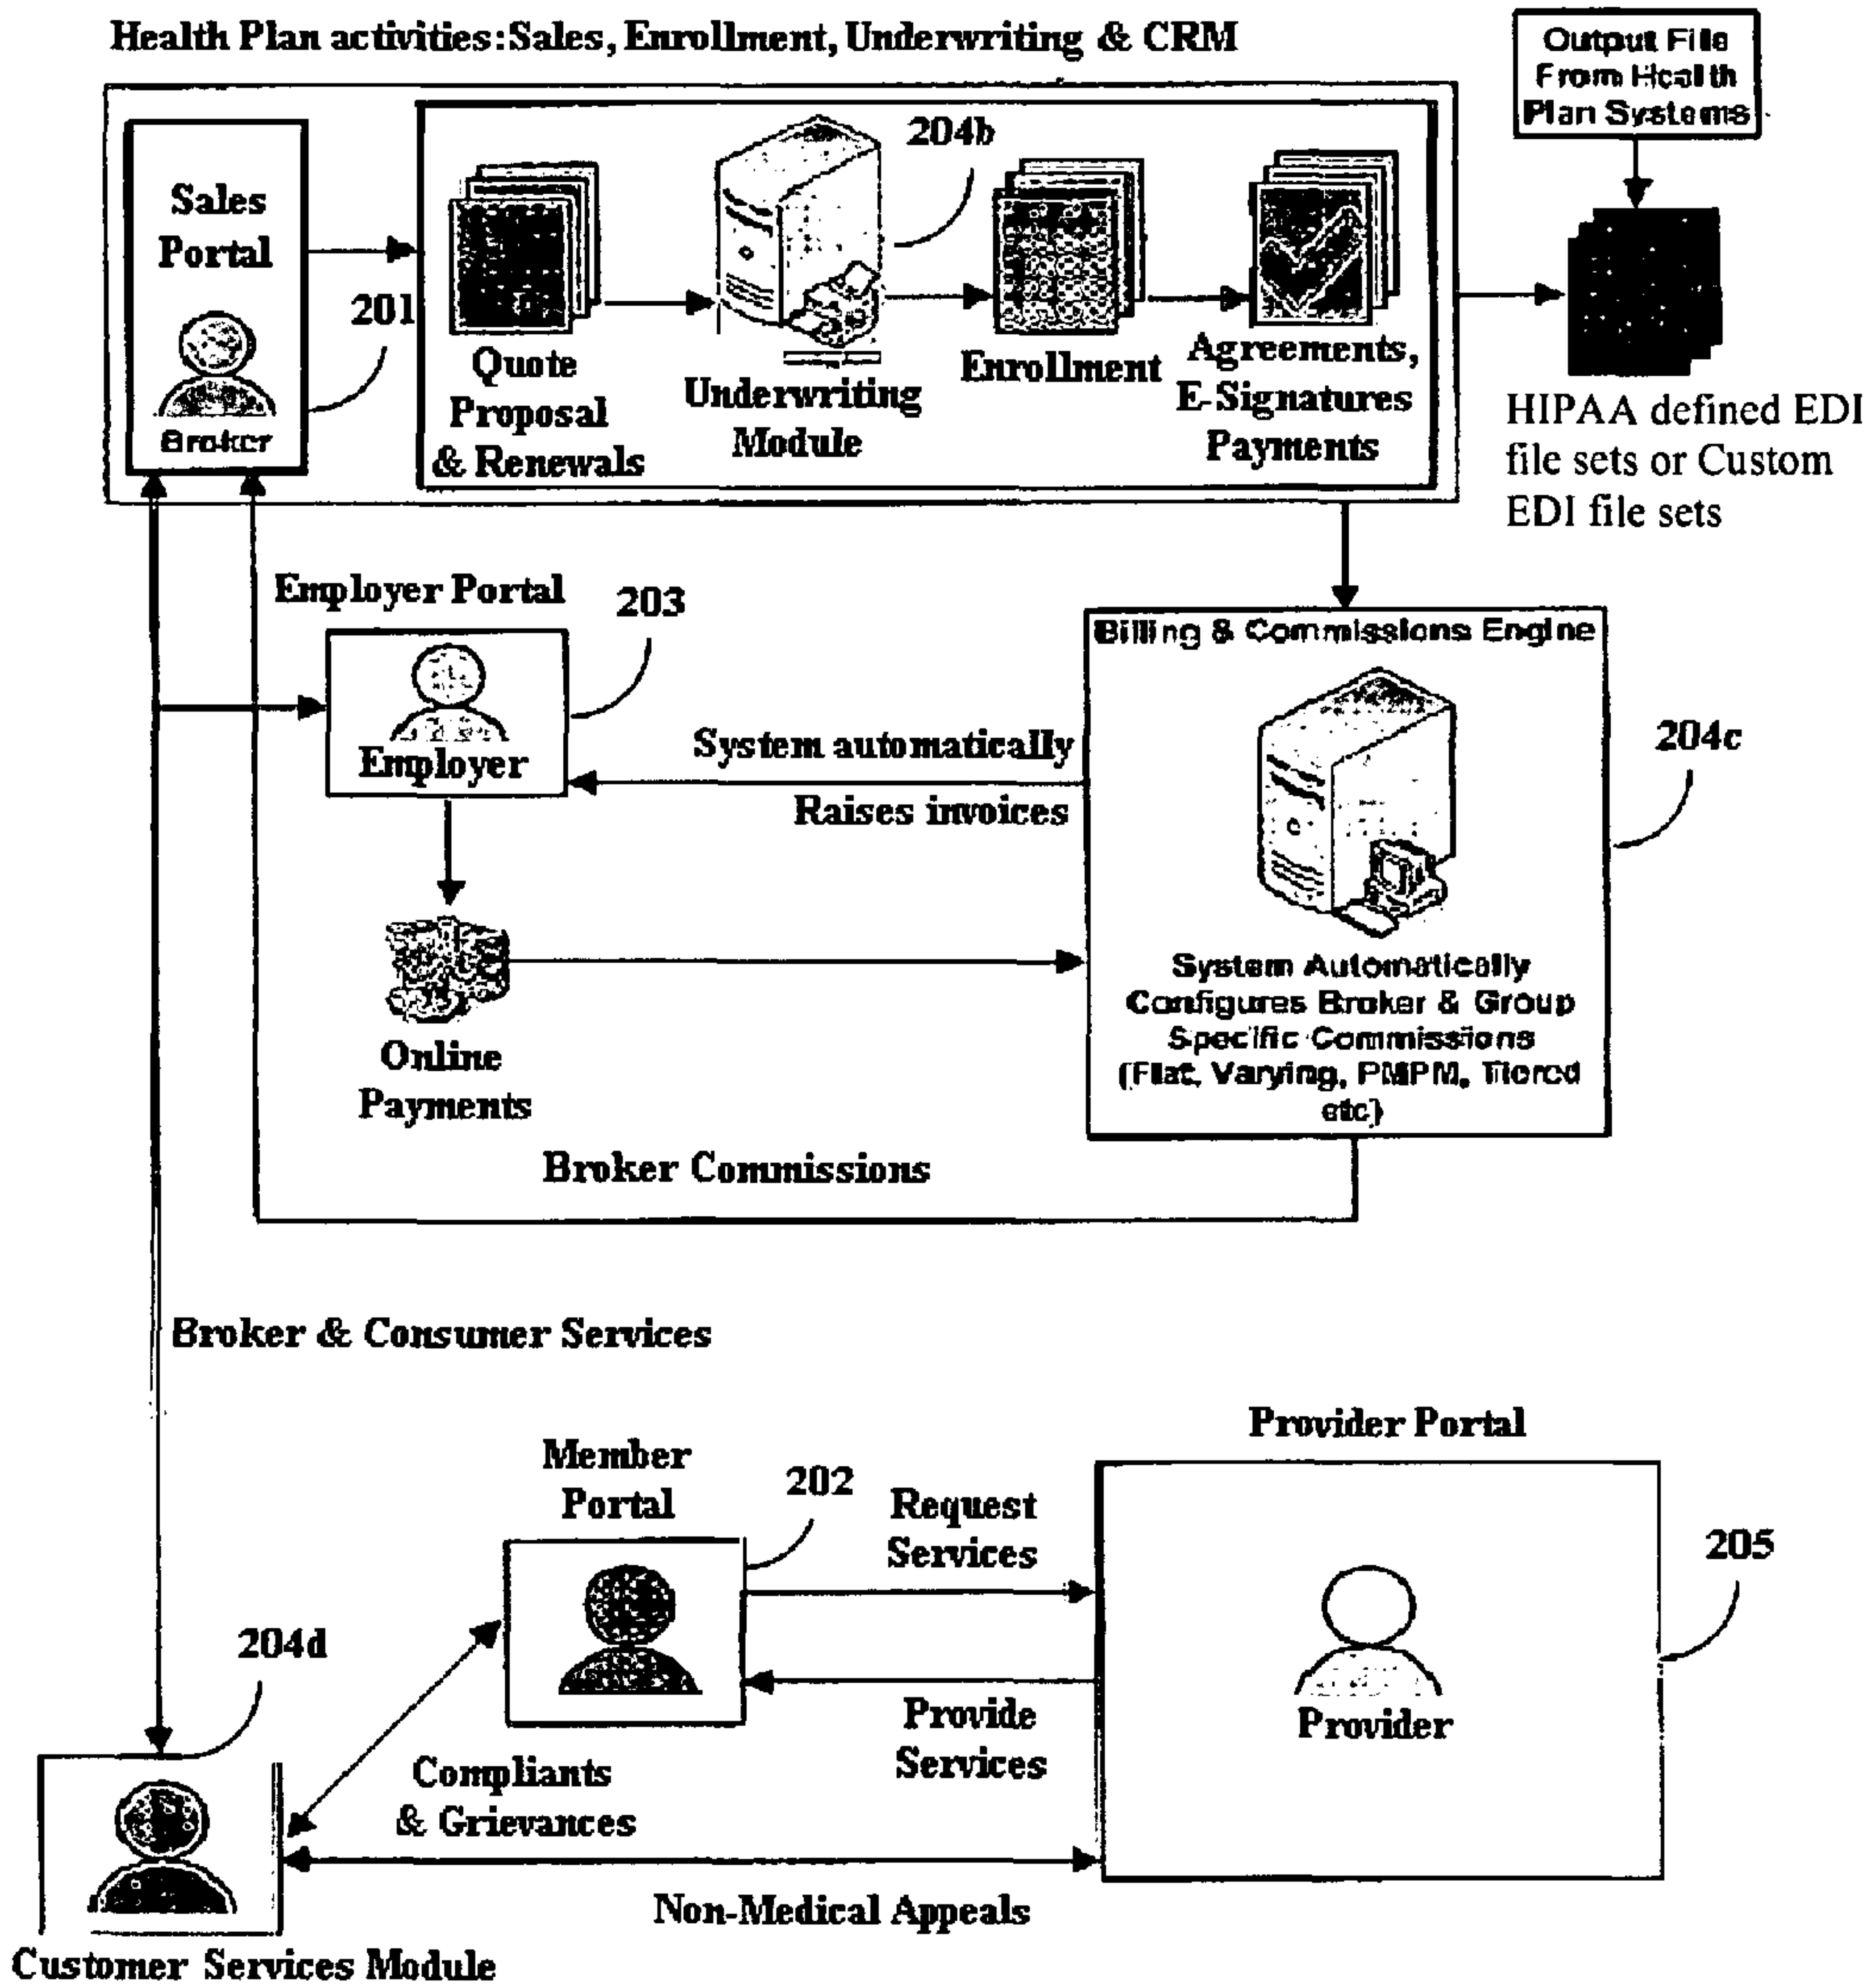 Health Plan activities: Sales, Enrollment, Underwriting & CRM
Output File
From Health
Plan Systems
Sales
Portal
Broker
201
204b
Quote
Proposal
& Renewals
Underwriting
Module
Enrollment
Agreements,
E-Signatures
Payments
HIPAA defined EDI
file sets or Custom
EDI file sets
Employer Portal
203
Employer
System automatically
Raises invoices
Billing & Commissions Engine
204c
System Automatically
Configures Broker & Group
Specific Commissions
(Flat, Varying, PMPM, Tiered
etc)
Online
Payments
Broker Commissions
Broker & Consumer Services
Member
Portal
202
Request
Services
Provider Portal
205
Provider
Provide
Services
204d
Compliants
& Grievances
Non-Medical Appeals
Customer Services Module